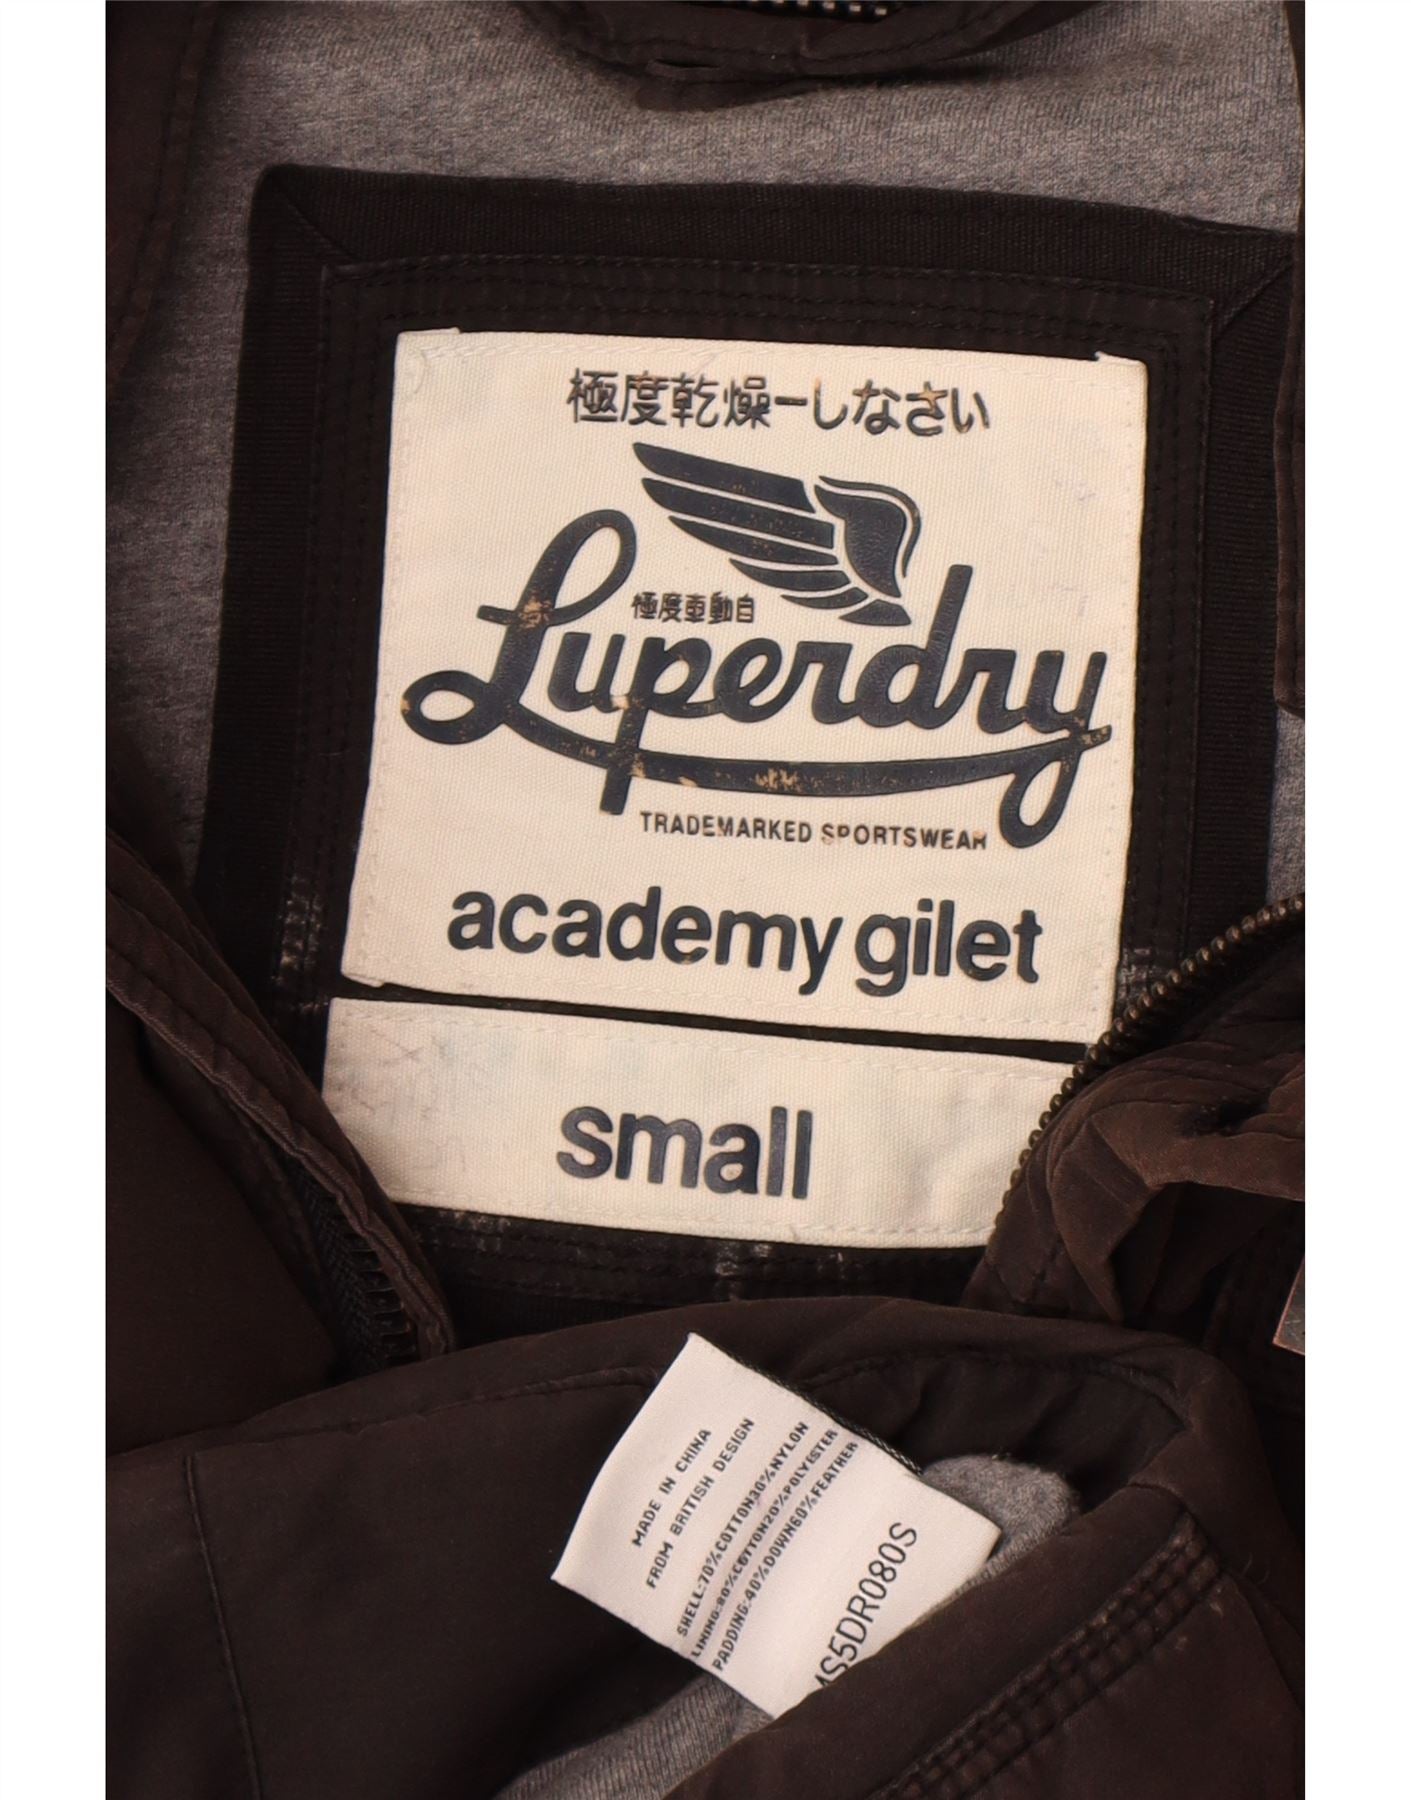 極度乾燥ーしなさい
極度車動自
Superdry
TRADEMARKED SPORTSWEAR
academy gilet
small
MADE IN CHINA
FROM BRITISH DESIGN
SHELL:70%COTTON30%NYLON
LINING:80%COTTON20%POLYESTER
PADDING:40%DOWN60%FEATHER
MS5DR080S